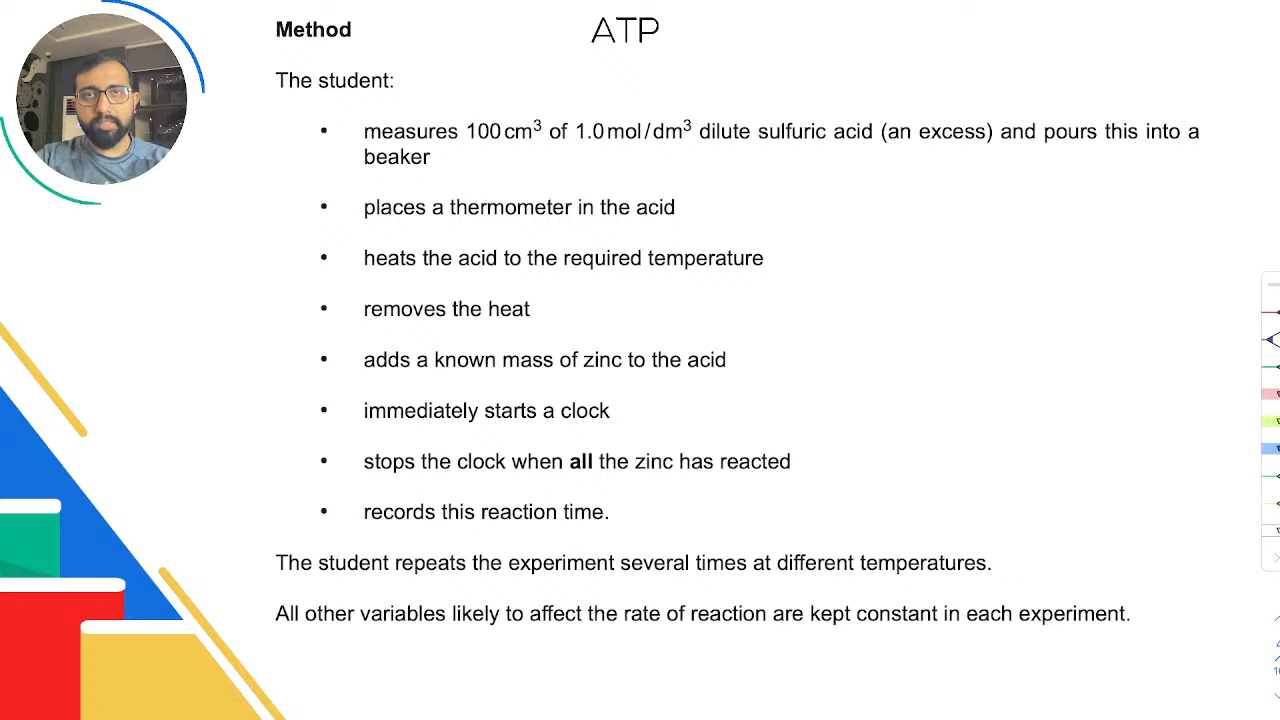 Method
ATP
The student:
• measures 100 cm³ of 1.0 mol/dm³ dilute sulfuric acid (an excess) and pours this into a
beaker
• places a thermometer in the acid
• heats the acid to the required temperature
• removes the heat
• adds a known mass of zinc to the acid
• immediately starts a clock
• stops the clock when all the zinc has reacted
• records this reaction time.
The student repeats the experiment several times at different temperatures.
All other variables likely to affect the rate of reaction are kept constant in each experiment.